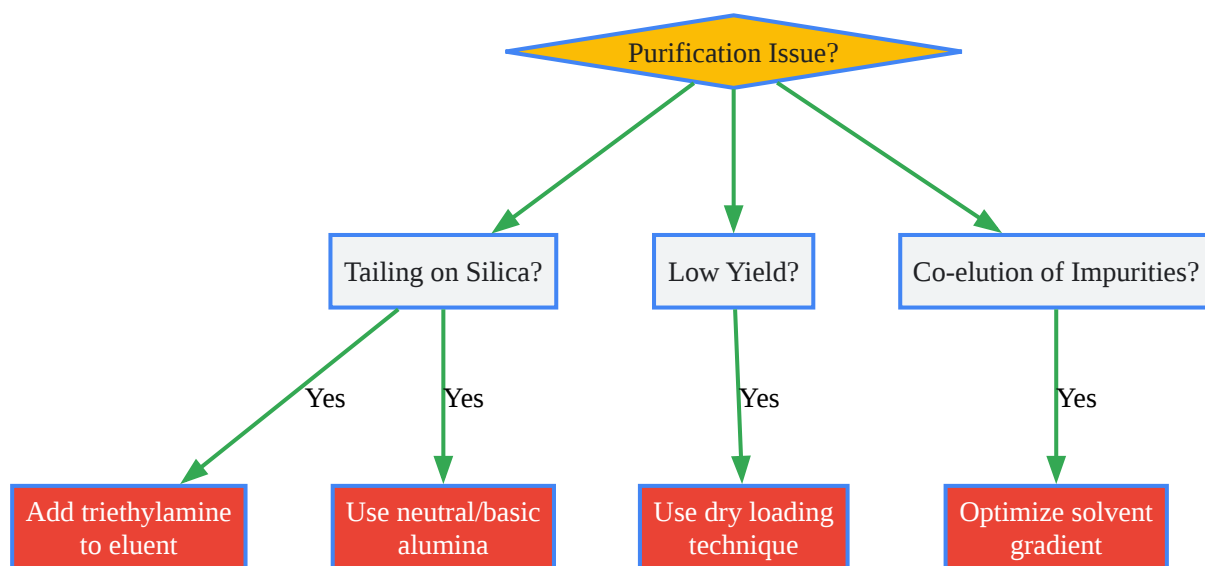 Purification Issue?
Tailing on Silica?
Low Yield?
Co-elution of Impurities?
Yes
Yes
Yes
Yes
Add triethylamine
to eluent
Use neutral/basic
alumina
Use dry loading
technique
Optimize solvent
gradient